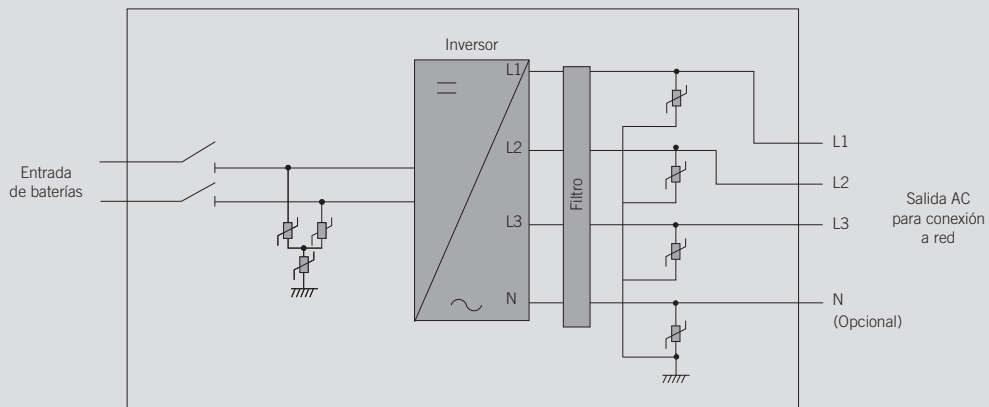 Inversor
L1
L2
L3
N
Filtro
Entrada
de baterías
L1
L2
L3
N
(Opcional)
Salida AC
para conexión
a red